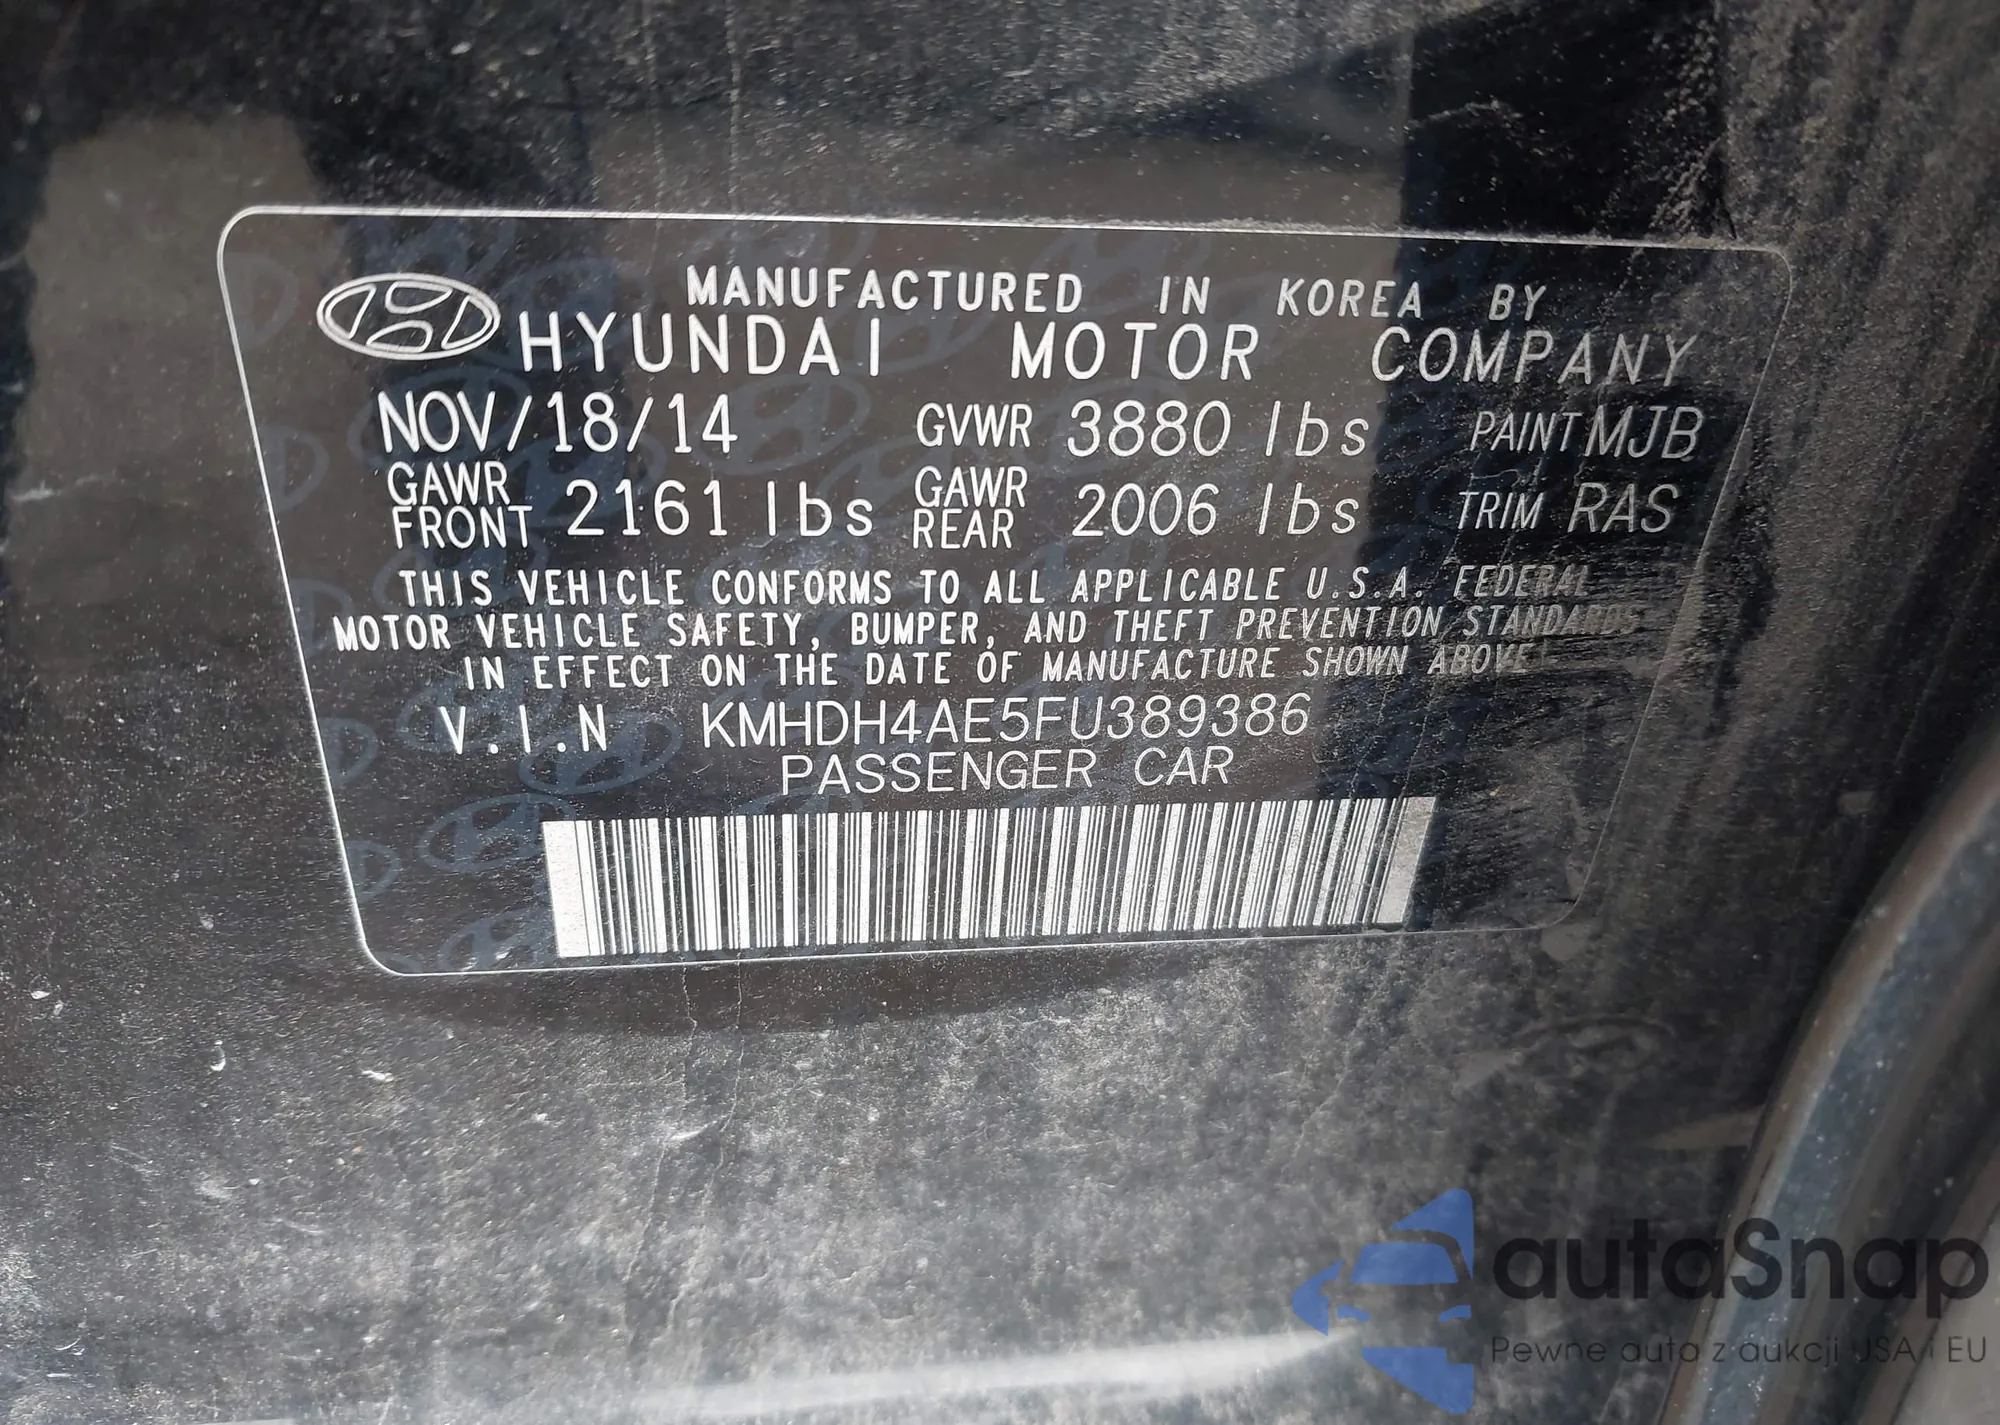 MANUFACTURED IN KOREA BY
HYUNDAI MOTOR COMPANY
NOV/18/14 GVWR 3880 lbs PAINT MJB
GAWR FRONT 2161 lbs GAWR REAR 2006 lbs TRIM RAS
THIS VEHICLE CONFORMS TO ALL APPLICABLE U.S.A. FEDERAL
MOTOR VEHICLE SAFETY, BUMPER, AND THEFT PREVENTION STANDARDS
IN EFFECT ON THE DATE OF MANUFACTURE SHOWN ABOVE
V.I.N KMHDH4AE5FU389386
PASSENGER CAR
autaSnap
Pewne auta z aukcji USA i EU